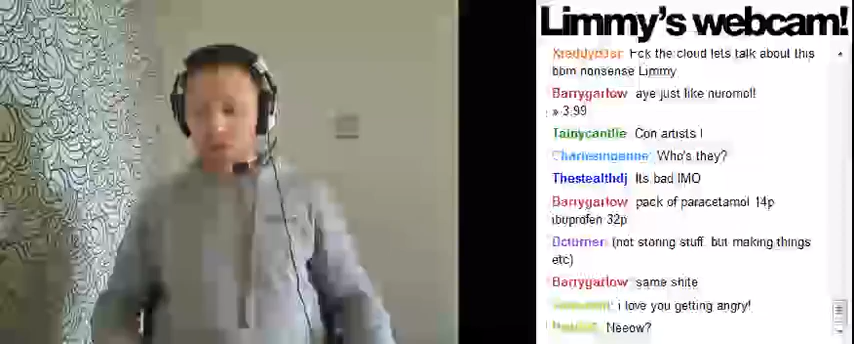 Limmy's webcam!
Fck the cloud lets talk about this
bbm nonsense Limmy
Barrygarlow aye just like nuromol!
» 3.99
Con artists !
Who's they?
Thestealthdj Its bad IMO
Barrygarlow pack of paracetamol 14p
ibuprofen 32p
Dcturner: (not storing stuff, but making things
etc)
Barrygarlow same shite
i love you getting angry!
Neeow?